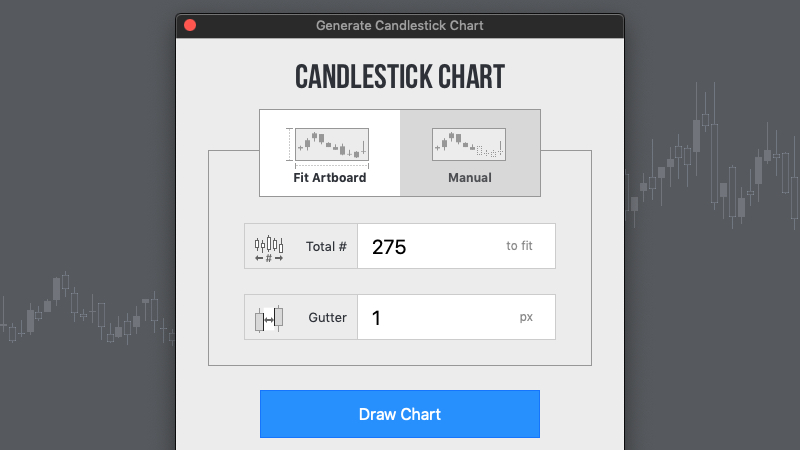 Generate Candlestick Chart
CANDLESTICK CHART
Fit Artboard
Manual
#
Total #
275
to fit
Gutter
1
px
Draw Chart